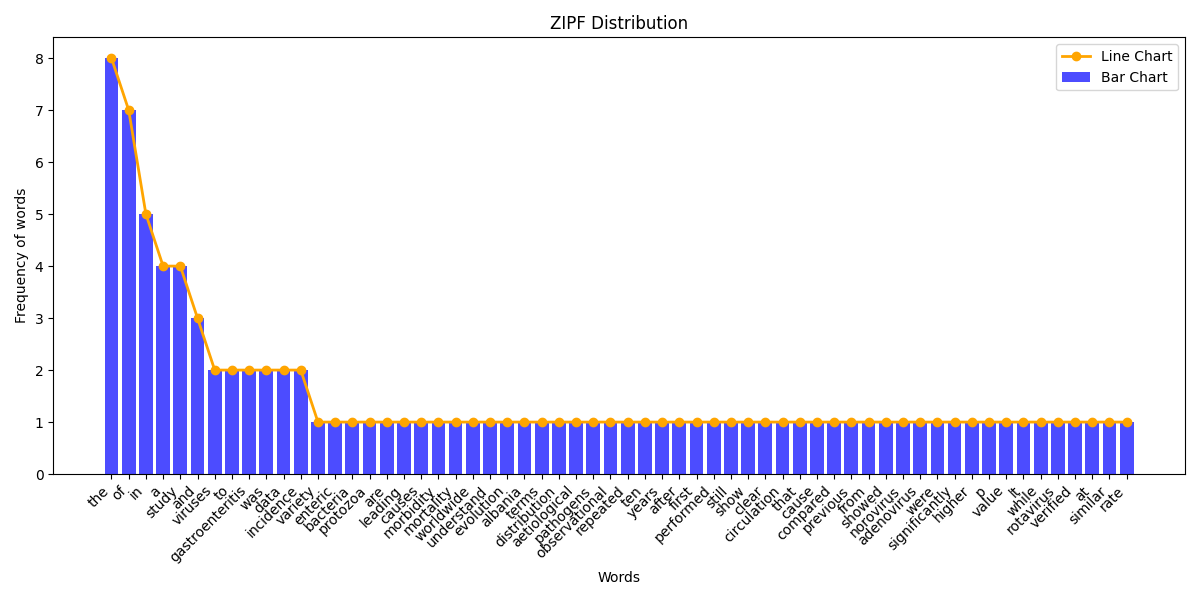 ZIPF Distribution
Line Chart
Bar Chart
Frequency of words
8
7
6
5
4
3
2
1
0
the
of
in
a
study
and
viruses
to
gastroenteritis
was
data
incidence
variety
enteric
bacteria
protozoa
are
leading
causes
morbidity
mortality
worldwide
understand
evolution
albania
terms
distribution
aetiological
pathogens
observational
repeated
ten
years
after
first
performed
still
show
clear
circulation
that
cause
compared
previous
from
showed
norovirus
adenovirus
were
significantly
higher
p
value
It
while
rotavirus
verified
at
similar
rate
Words